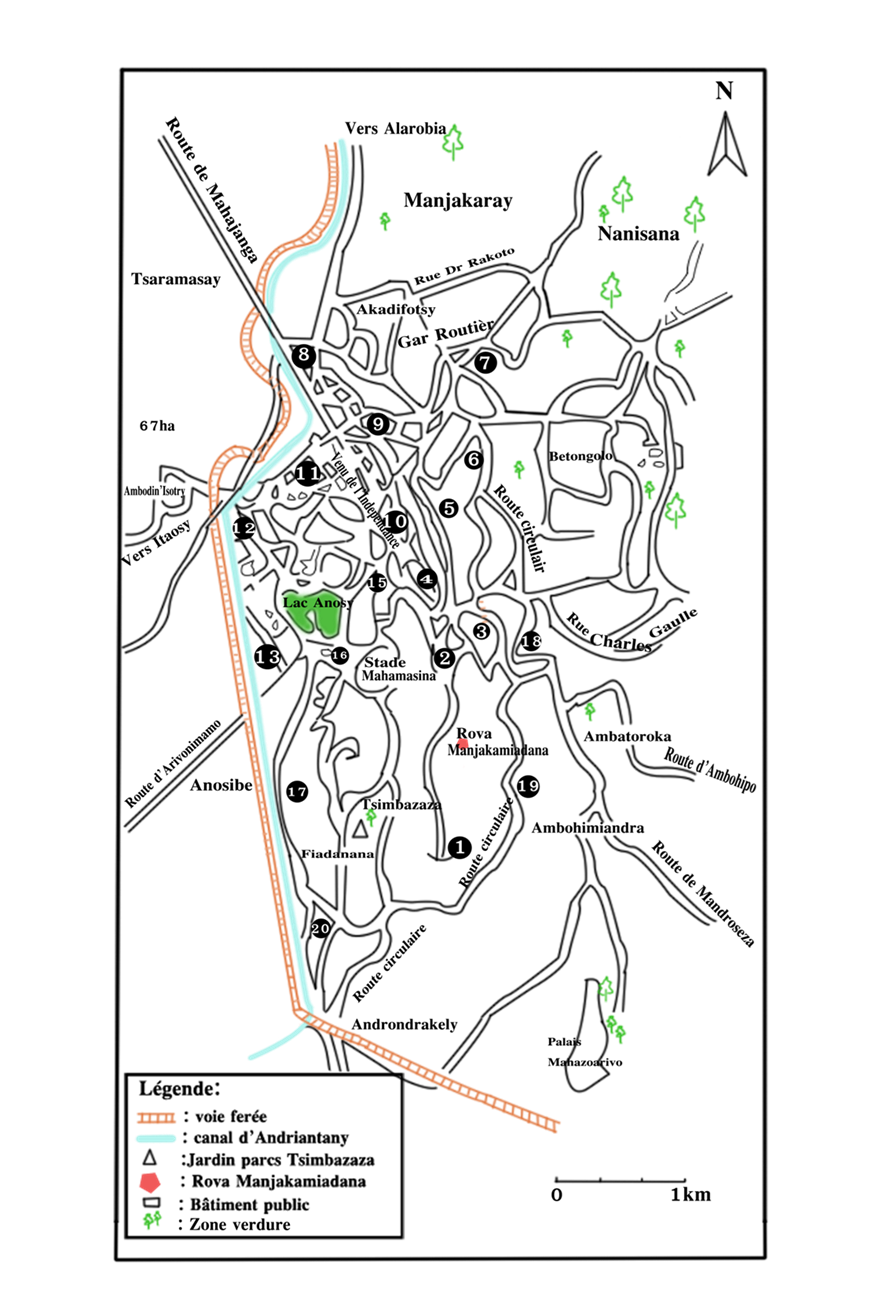 N
Vers Alarobia
Route de Mahajanga
Manjakaray
Nanisana
Rue Dr Rakoto
Tsaramasay
Akadifotsy
Gar Routièr
8
7
9
67ha
6
Betongolo
11
Venu de l'Independance
Ambodin'Isotry
5
Route circulair
10
12
Vers Itaosy
4
15
Lac Anosy
Rue Charles Gaulle
3
18
13
16
2
Stade
Mahamasina
Rova
Manjakamiadana
Ambatoroka
Route d'Ambohipo
Route d'Arivonimamo
Anosibe
17
19
Tsimbazaza
Ambohimiandra
1
Fiadanana
Route circulaire
Route de Mandroseza
20
Route circulaire
Androndrakely
Palais
Manazoarivo
Légende:
: voie ferée
: canal d'Andriantany
:Jardin parcs Tsimbazaza
: Rova Manjakamiadana
: Bâtiment public
: Zone verdure
0 1km